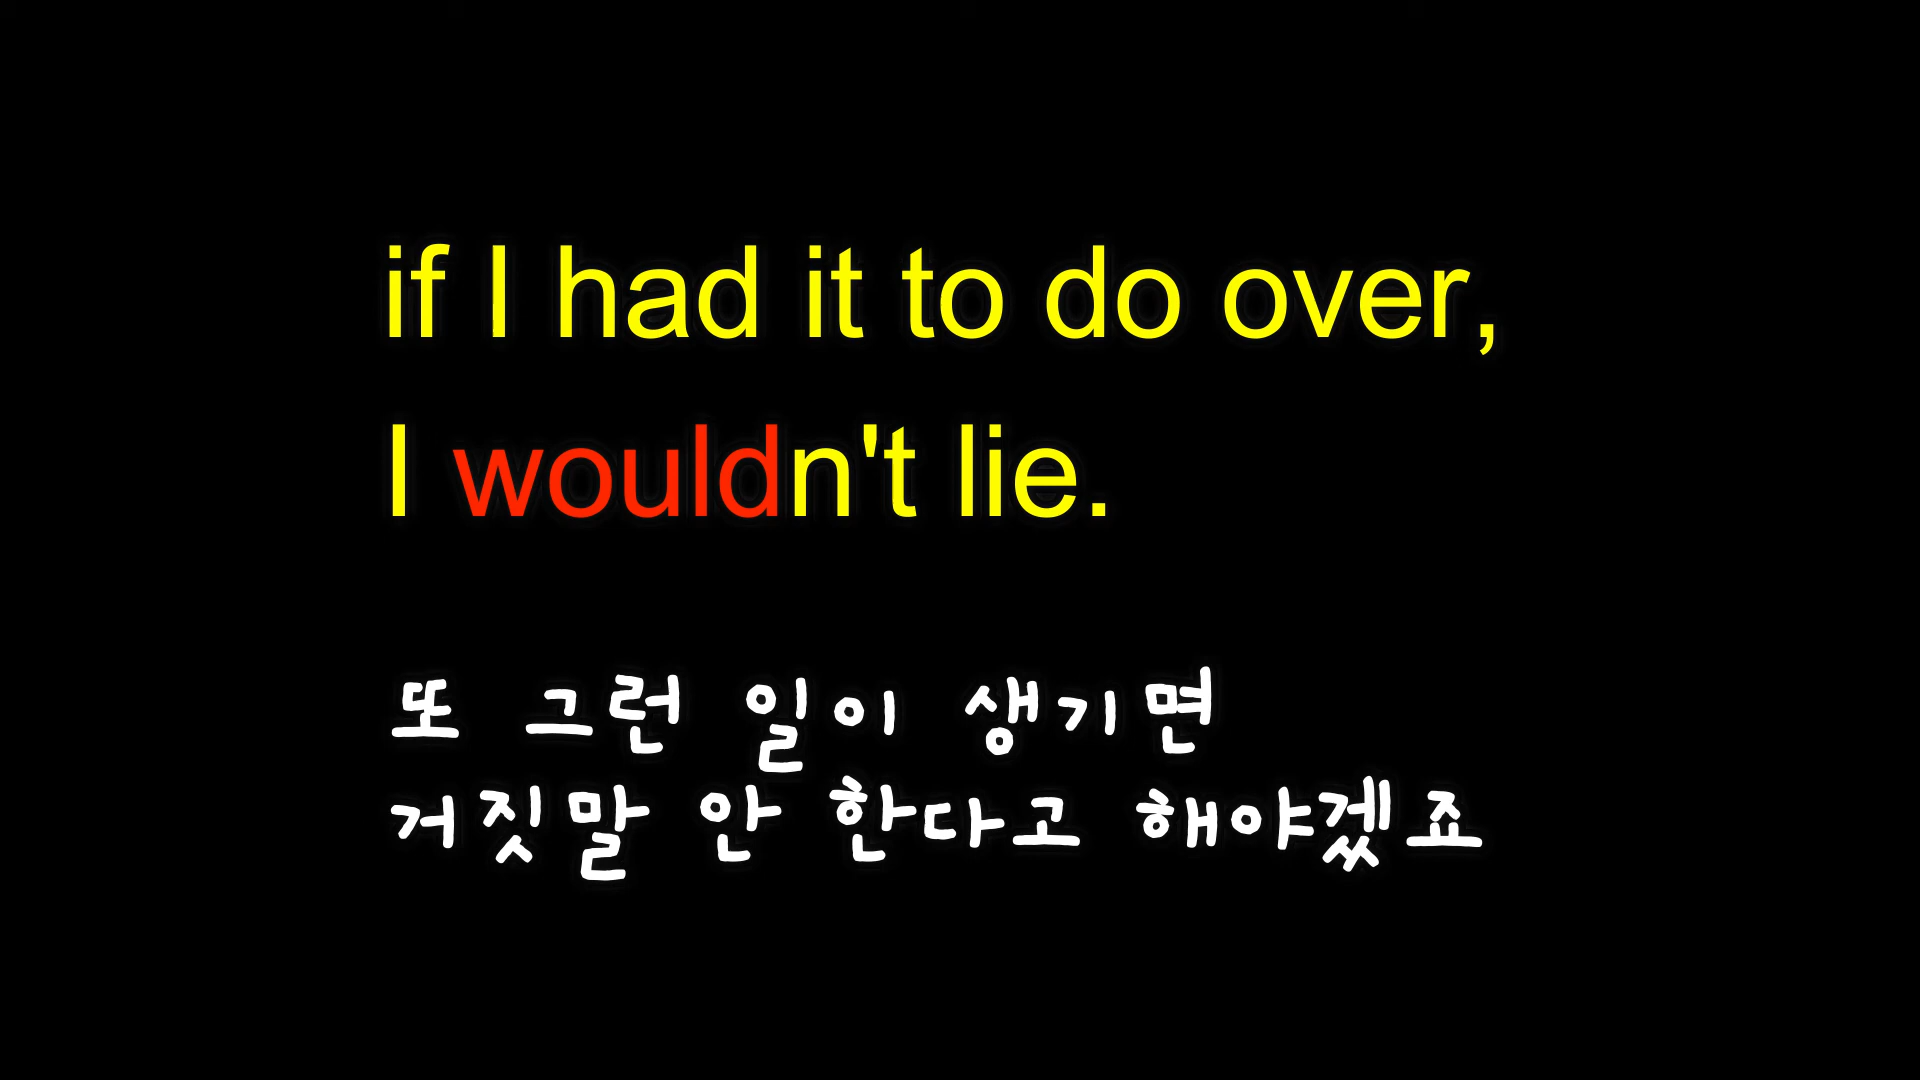 if I had it to do over,
I wouldn't lie.
또 그런 일이 생기면
거짓말 안 한다고 해야겠죠